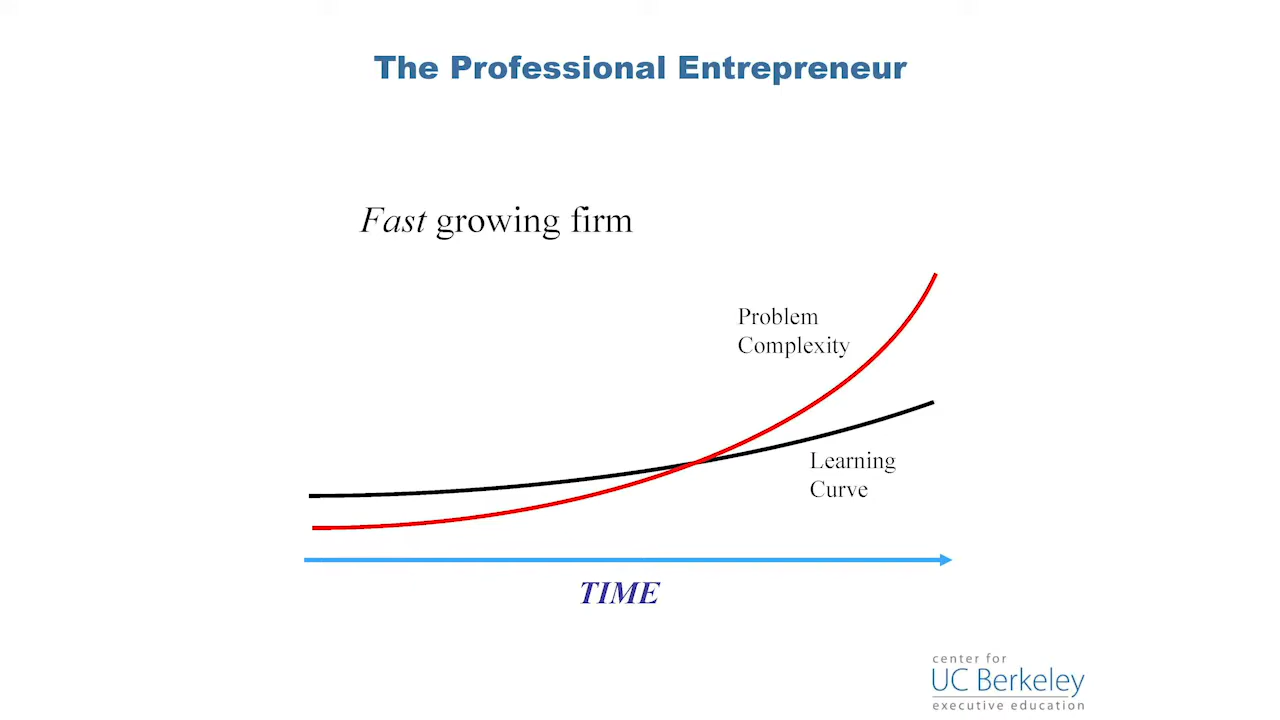 The Professional Entrepreneur
Fast growing firm
Problem
Complexity
Learning
Curve
TIME
center for
UC Berkeley
executive education